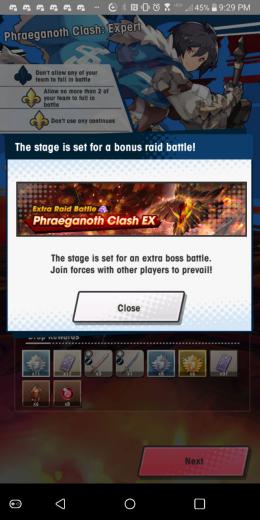 45% 9:29 PM
Phraeganoth Clash: Expert
Don't allow any of your
team to fall in battle
Allow no more than 2 of
your team to fall in
battle
Don't use any continues
The stage is set for a bonus raid battle!
Extra Raid Battle
Phraeganoth Clash EX
The stage is set for an extra boss battle.
Join forces with other players to prevail!
Close
Drop Rewards
x6
Next